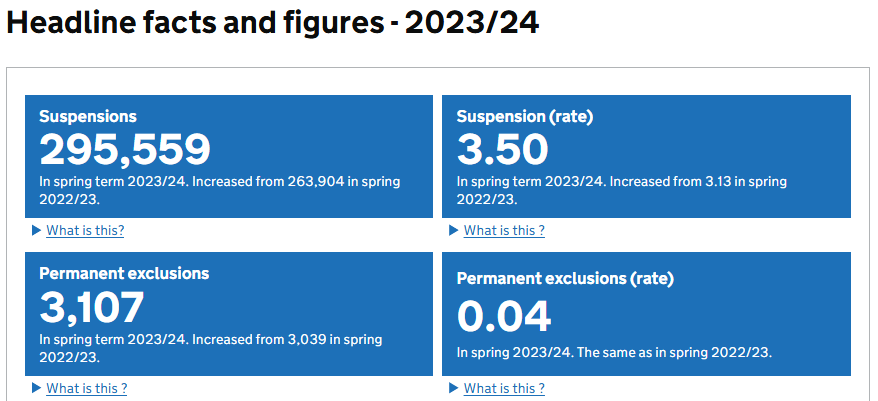 Headline facts and figures - 2023/24
Suspensions
295,559
In spring term 2023/24. Increased from 263,904 in spring
2022/23.
What is this?
Suspension (rate)
3.50
In spring term 2023/24. Increased from 3.13 in spring
2022/23.
What is this ?
Permanent exclusions
3,107
In spring term 2023/24. Increased from 3,039 in spring
2022/23.
What is this ?
Permanent exclusions (rate)
0.04
In spring 2023/24. The same as in spring 2022/23.
What is this ?